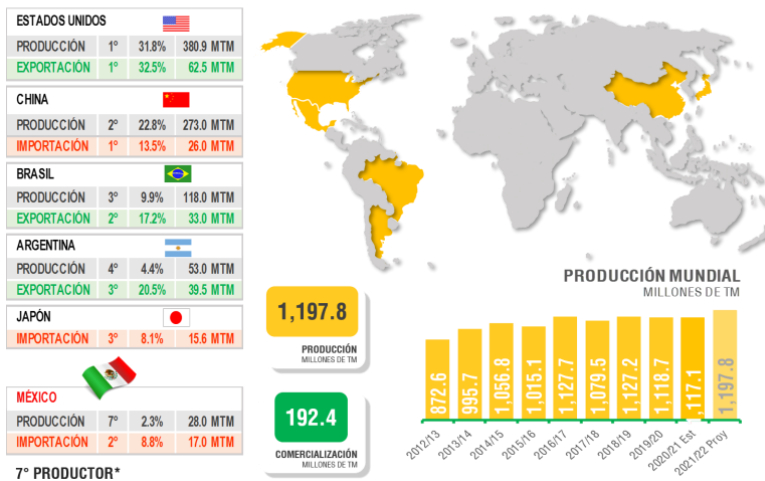 ESTADOS UNIDOS
PRODUCCIÓN 1° 31.8% 380.9 MTM
EXPORTACIÓN 1° 32.5% 62.5 MTM
CHINA
PRODUCCIÓN 2° 22.8% 273.0 MTM
IMPORTACIÓN 1° 13.5% 26.0 MTM
BRASIL
PRODUCCIÓN 3° 9.9% 118.0 MTM
EXPORTACIÓN 2° 17.2% 33.0 MTM
ARGENTINA
PRODUCCIÓN 4° 4.4% 53.0 MTM
EXPORTACIÓN 3° 20.5% 39.5 MTM
JAPÓN
IMPORTACIÓN 3° 8.1% 15.6 MTM
MÉXICO
PRODUCCIÓN 7° 2.3% 28.0 MTM
IMPORTACIÓN 2° 8.8% 17.0 MTM
7° PRODUCTOR*
1,197.8
PRODUCCIÓN
MILLONES DE TM
192.4
COMERCIALIZACIÓN
MILLONES DE TM
PRODUCCIÓN MUNDIAL
MILLONES DE TM
872.6
995.7
1,056.8
1,015.1
1,127.7
1,079.5
1,127.2
1,118.7
1,117.1
1,197.8
2012/13
2013/14
2014/15
2015/16
2016/17
2017/18
2018/19
2019/20
2020/21 Est
2021/22 Proy